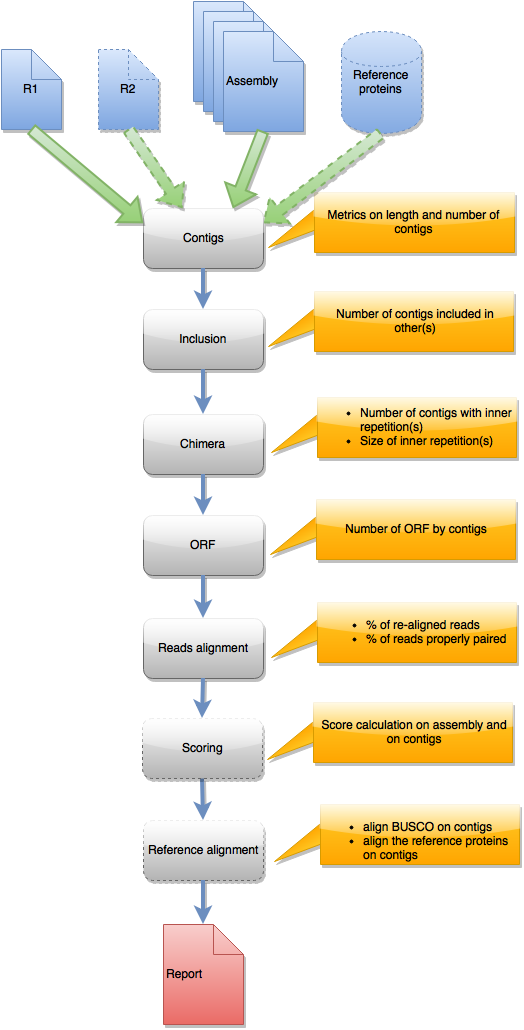 R1
R2
Assembly
Reference
proteins
Contigs
Metrics on length and number of
contigs
Inclusion
Number of contigs included in
other(s)
Chimera
• Number of contigs with inner
repetition(s)
• Size of inner repetition(s)
ORF
Number of ORF by contigs
Reads alignment
• % of re-aligned reads
• % of reads properly paired
Scoring
Score calculation on assembly and
on contigs
Reference alignment
• align BUSCO on contigs
• align the reference proteins
on contigs
Report